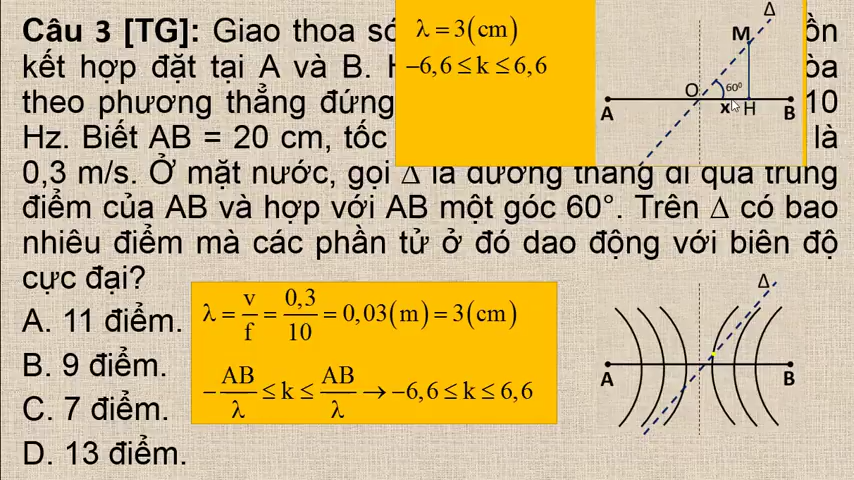 Câu 3 [TG]: Giao thoa
kết hợp đặt tại A và B.
theo phương thẳng đứng 10
Hz. Biết AB = 20 cm, tốc là
0,3 m/s. Ở mặt nước, gọi Δ là đường thẳng đi qua trung
điểm của AB và hợp với AB một góc 60°. Trên Δ có bao
nhiêu điểm mà các phần tử ở đó dao động với biên độ
cực đại?
A. 11 điểm.
B. 9 điểm.
C. 7 điểm.
D. 13 điểm.
λ = 3(cm)
−6,6 ≤ k ≤ 6,6
Δ
M
O 60⁰
A x H B
λ = v/f = 0,3/10 = 0,03(m) = 3(cm)
−AB/λ ≤ k ≤ AB/λ → −6,6 ≤ k ≤ 6,6
Δ
A B